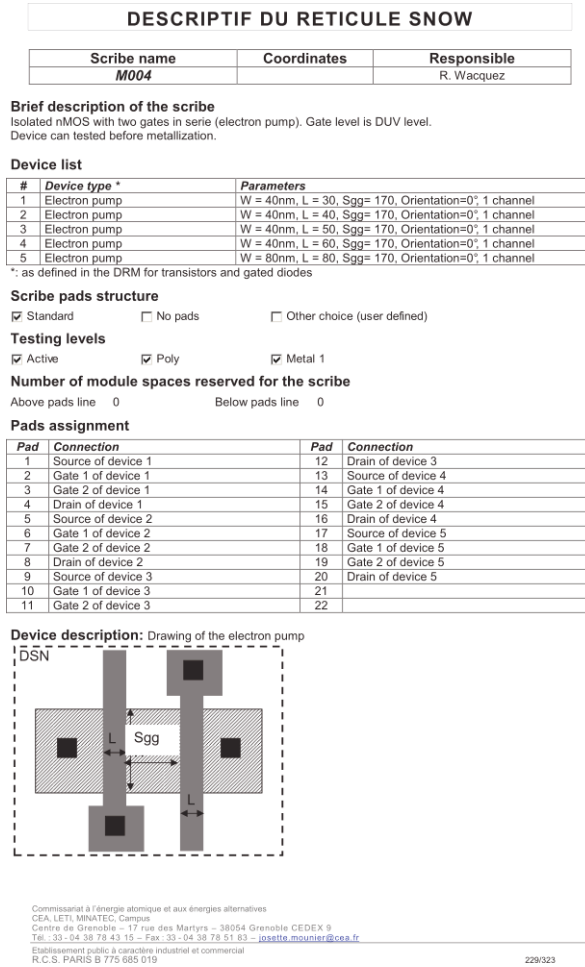 DESCRIPTIF DU RETICULE SNOW
Scribe name Coordinates Responsible
M004 R. Wacquez
Brief description of the scribe
Isolated nMOS with two gates in serie (electron pump). Gate level is DUV level.
Device can tested before metallization.
Device list
# Device type * Parameters
1 Electron pump W = 40nm, L = 30, Sgg= 170, Orientation=0°, 1 channel
2 Electron pump W = 40nm, L = 40, Sgg= 170, Orientation=0°, 1 channel
3 Electron pump W = 40nm, L = 50, Sgg= 170, Orientation=0°, 1 channel
4 Electron pump W = 40nm, L = 60, Sgg= 170, Orientation=0°, 1 channel
5 Electron pump W = 80nm, L = 80, Sgg= 170, Orientation=0°, 1 channel
*: as defined in the DRM for transistors and gated diodes
Scribe pads structure
Standard No pads Other choice (user defined)
Testing levels
Active Poly Metal 1
Number of module spaces reserved for the scribe
Above pads line 0 Below pads line 0
Pads assignment
Pad Connection Pad Connection
1 Source of device 1 12 Drain of device 3
2 Gate 1 of device 1 13 Source of device 4
3 Gate 2 of device 1 14 Gate 1 of device 4
4 Drain of device 1 15 Gate 2 of device 4
5 Source of device 2 16 Drain of device 4
6 Gate 1 of device 2 17 Source of device 5
7 Gate 2 of device 2 18 Gate 1 of device 5
8 Drain of device 2 19 Gate 2 of device 5
9 Source of device 3 20 Drain of device 5
10 Gate 1 of device 3 21
11 Gate 2 of device 3 22
Device description: Drawing of the electron pump
DSN
L Sgg
L
Commissariat à l'énergie atomique et aux énergies alternatives
CEA, LETI, MINATEC, Campus
Centre de Grenoble – 17 rue des Martyrs – 38054 Grenoble CEDEX 9
Tél. : 33 - 04 38 78 43 15 – Fax : 33 - 04 38 78 51 83 – josette.mounier@cea.fr
Etablissement public à caractère industriel et commercial
R.C.S. PARIS B 775 685 019 229/323